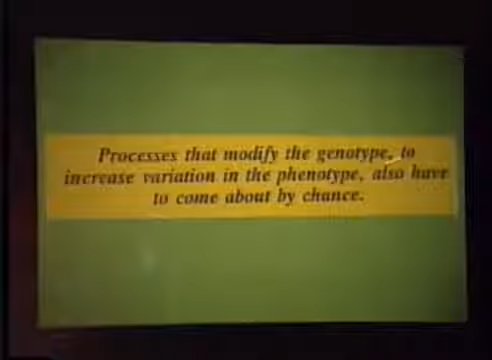 Processes that modify the genotype, to
increase variation in the phenotype, also have
to come about by chance.